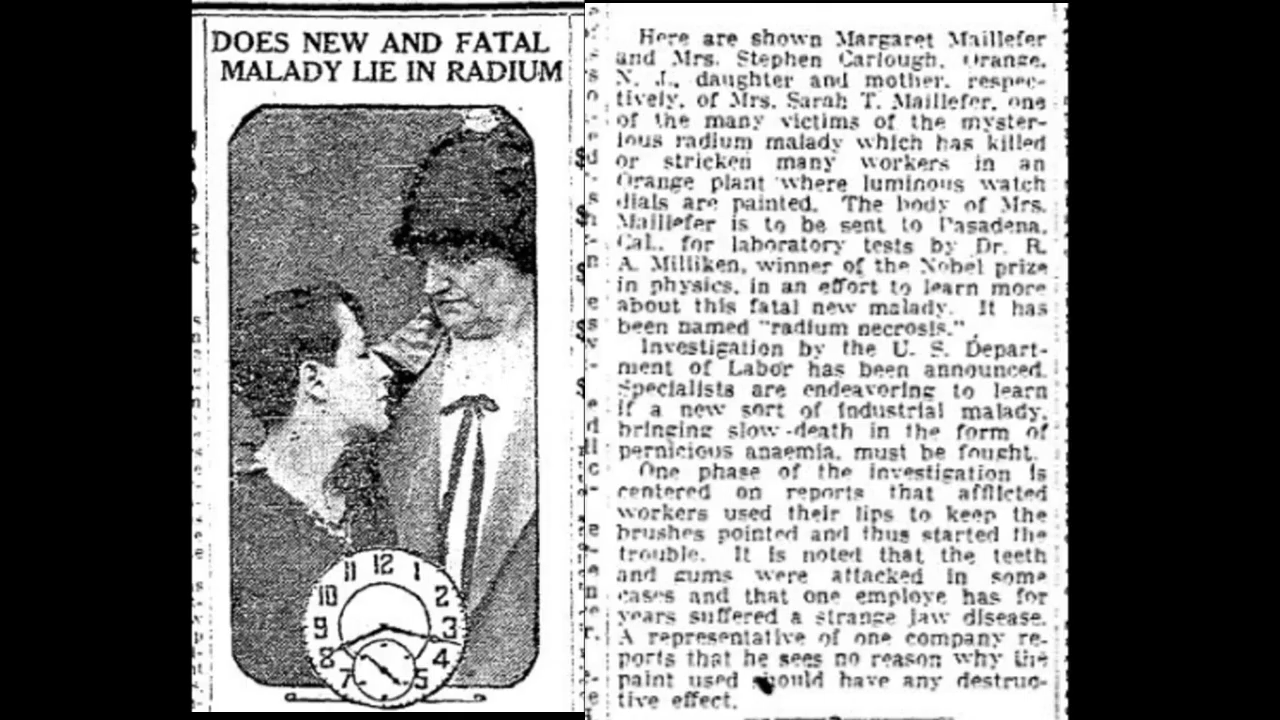 DOES NEW AND FATAL
MALADY LIE IN RADIUM
11 12 1
10 2
9 3
8 4
7 5
Here are shown Margaret Maillefer
and Mrs. Stephen Carlough, Orange,
N. J., daughter and mother, respec-
tively, of Mrs. Sarah T. Maillefer, one
of the many victims of the myster-
ious radium malady which has killed
or stricken many workers in an
Orange plant where luminous watch
dials are painted. The body of Mrs.
Maillefer is to be sent to Pasadena,
Cal., for laboratory tests by Dr. R.
A. Milliken, winner of the Nobel prize
in physics, in an effort to learn more
about this fatal new malady. It has
been named "radium necrosis."
Investigation by the U. S. Depart-
ment of Labor has been announced.
Specialists are endeavoring to learn
if a new sort of industrial malady,
bringing slow death in the form of
pernicious anaemia, must be fought.
One phase of the investigation is
centered on reports that afflicted
workers used their lips to keep the
brushes pointed and thus started the
trouble. It is noted that the teeth
and gums were attacked in some
cases and that one employe has for
years suffered a strange jaw disease.
A representative of one company re-
ports that he sees no reason why the
paint used should have any destruc-
tive effect.